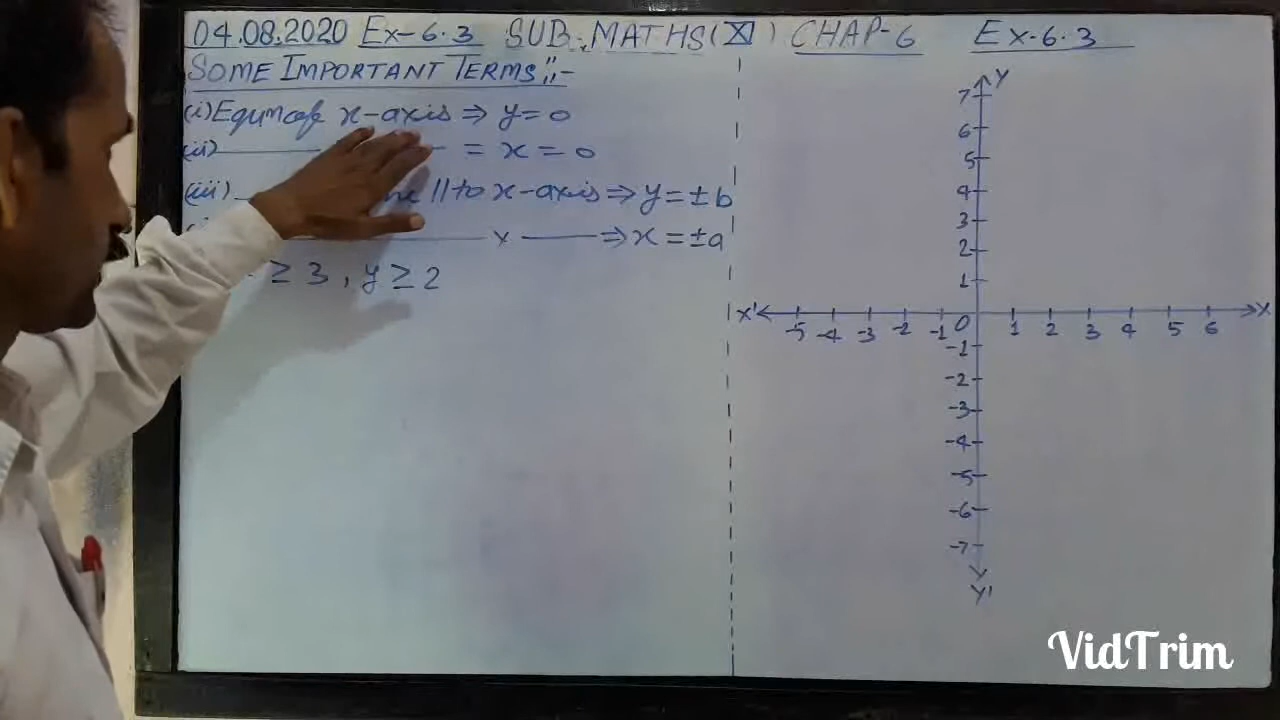 04.08.2020 Ex-6.3 SUB:MATHS(XI) CHAP-6 Ex.6.3
SOME IMPORTANT TERMS:-
(i) Equn of x-axis ⇒ y=0
(ii) = x=0
(iii) || to x-axis ⇒ y=±b
x ⇒ x=±a
≥3, y≥2
Y
7
6
5
4
3
2
1
X' -5 -4 -3 -2 -1 0 1 2 3 4 5 6 X
-1
-2
-3
-4
-5
-6
-7
Y'
VidTrim